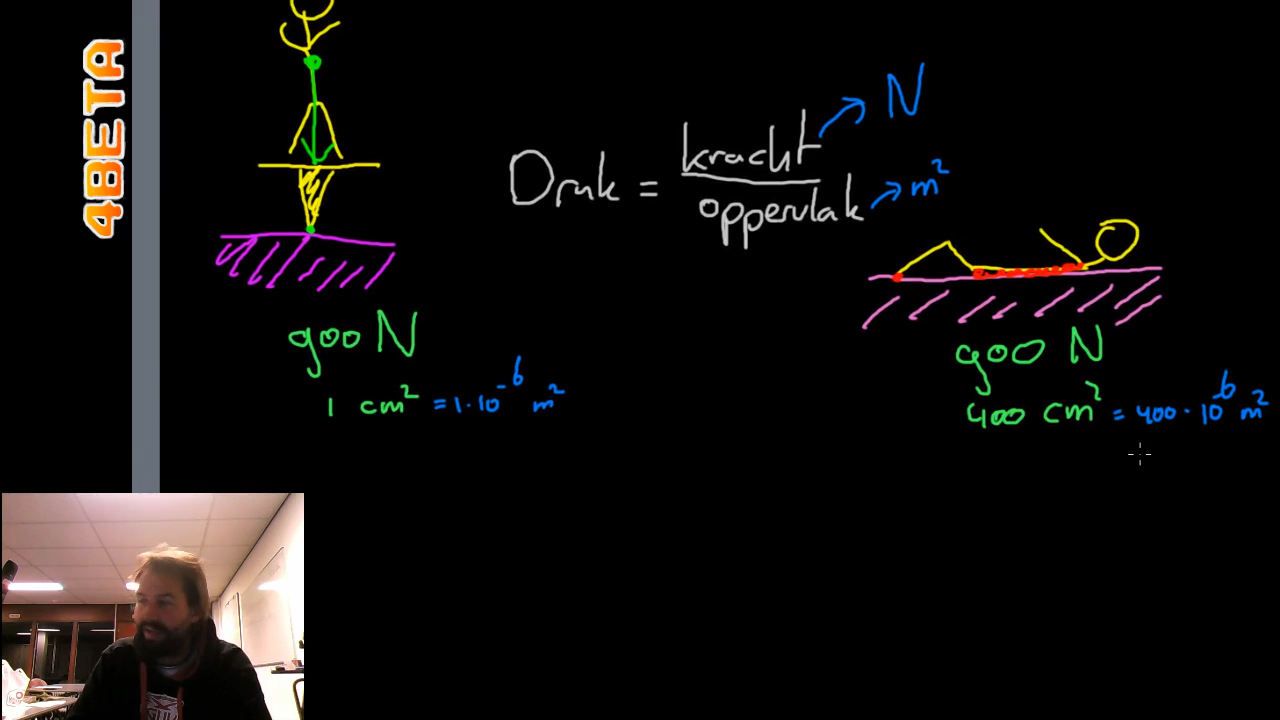 4BETA
Druk = kracht / oppervlak
→ N
→ m²
900 N
1 cm² = 1·10⁻⁶ m²
900 N
400 cm² = 400·10⁻⁶ m²